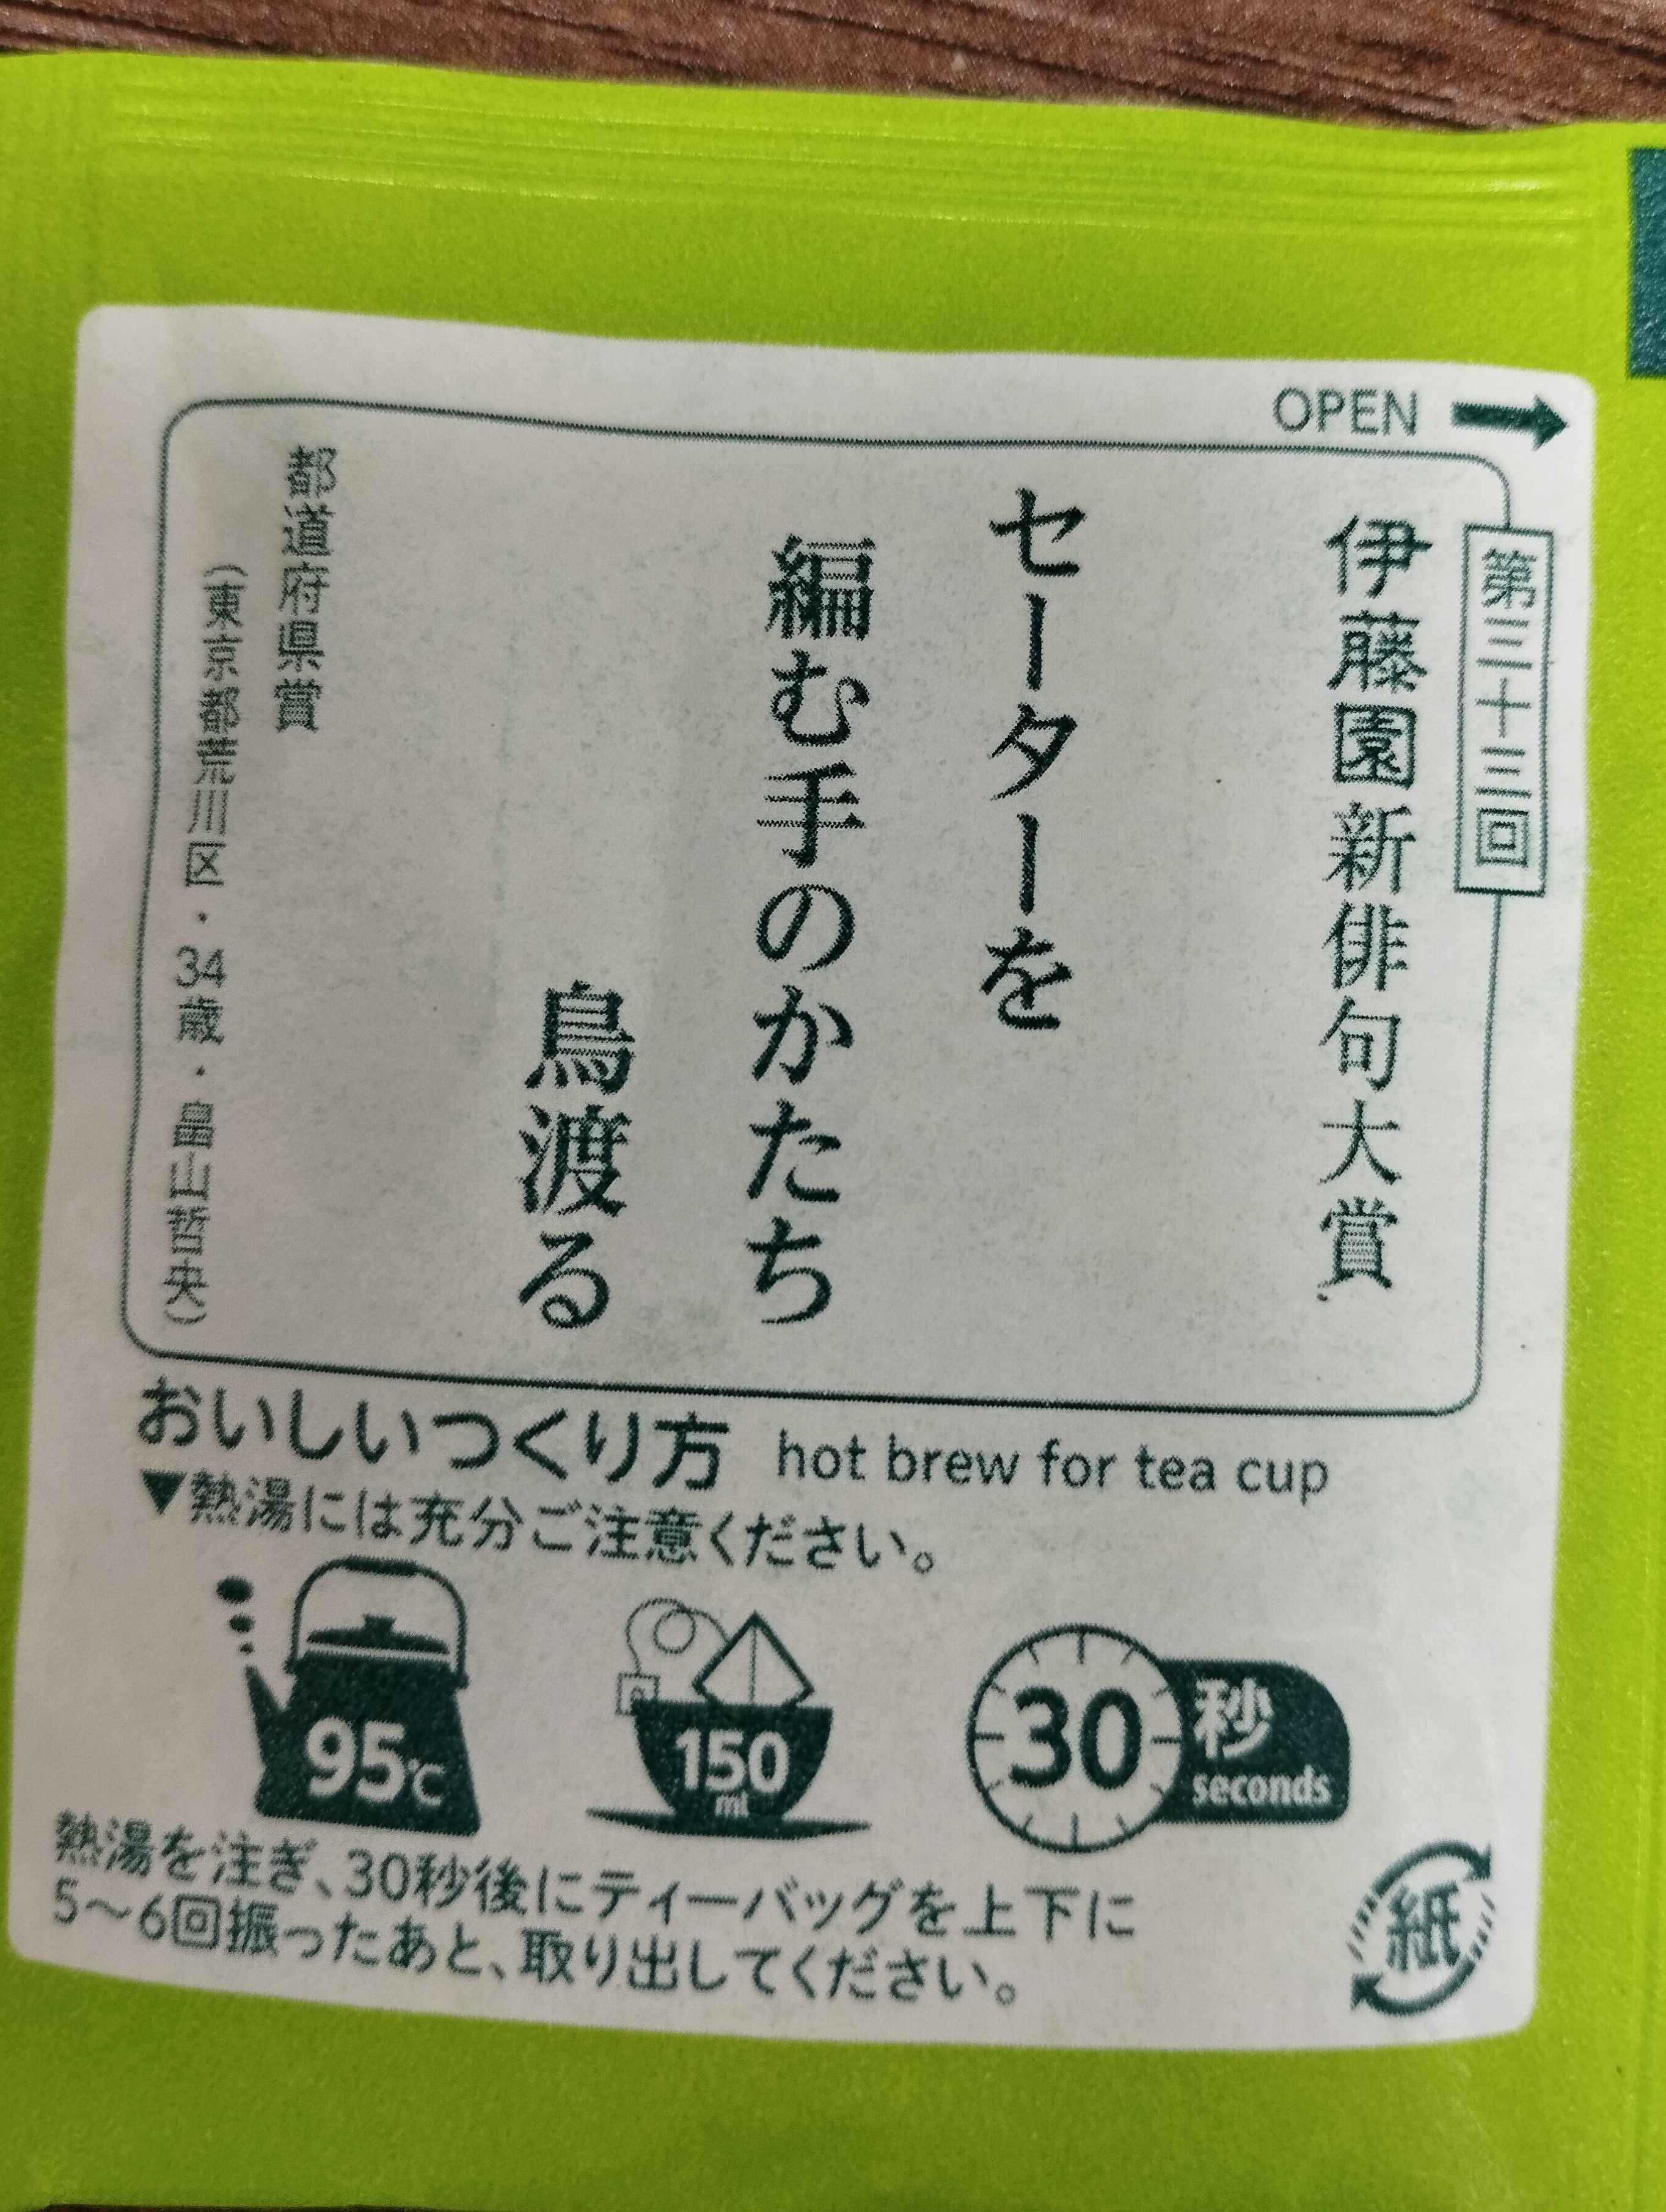 OPEN
第三十三回
伊藤園新俳句大賞
セーターを
編む手のかたち
鳥渡る
都道府県賞
(東京都荒川区・34歳・畠山哲央)
おいしいつくり方 hot brew for tea cup
▼熱湯には充分ご注意ください。
95℃
150
ml
30
秒
seconds
熱湯を注ぎ、30秒後にティーバッグを上下に
5〜6回振ったあと、取り出してください。
紙